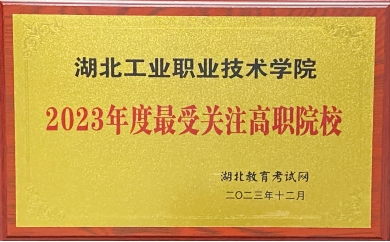 湖北工业职业技术学院
2023年度最受关注高职院校
湖北教育考试网
二〇二三年十二月